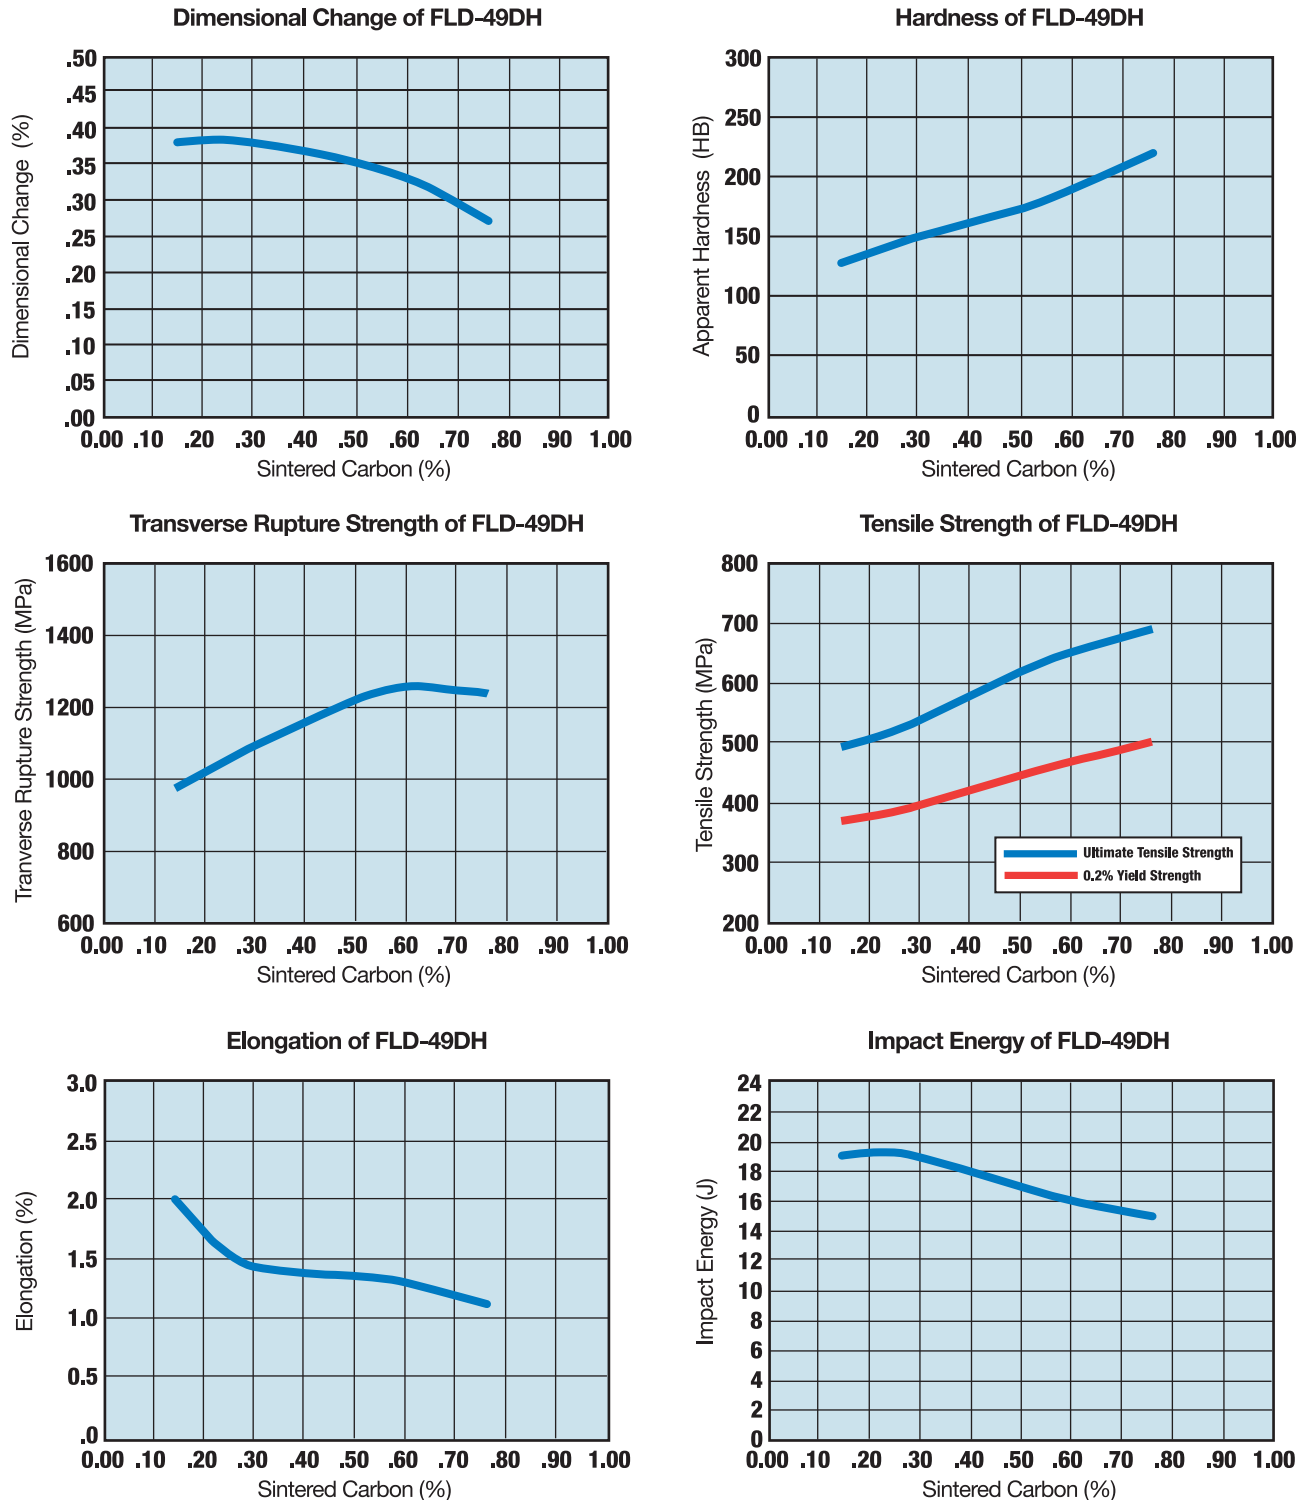 Dimensional Change of FLD-49DH
Dimensional Change (%)
.50
.45
.40
.35
.30
.25
.20
.15
.10
.05
.00
0.00 .10 .20 .30 .40 .50 .60 .70 .80 .90 1.00
Sintered Carbon (%)
Hardness of FLD-49DH
Apparent Hardness (HB)
300
250
200
150
100
50
0
0.00 .10 .20 .30 .40 .50 .60 .70 .80 .90 1.00
Sintered Carbon (%)
Transverse Rupture Strength of FLD-49DH
Tranverse Rupture Strength (MPa)
1600
1400
1200
1000
800
600
0.00 .10 .20 .30 .40 .50 .60 .70 .80 .90 1.00
Sintered Carbon (%)
Tensile Strength of FLD-49DH
Tensile Strength (MPa)
800
700
600
500
400
300
200
Ultimate Tensile Strength
0.2% Yield Strength
0.00 .10 .20 .30 .40 .50 .60 .70 .80 .90 1.00
Sintered Carbon (%)
Elongation of FLD-49DH
Elongation (%)
3.0
2.5
2.0
1.5
1.0
0.5
.0
0.00 .10 .20 .30 .40 .50 .60 .70 .80 .90 1.00
Sintered Carbon (%)
Impact Energy of FLD-49DH
Impact Energy (J)
24
22
20
18
16
14
12
10
8
6
4
2
0
0.00 .10 .20 .30 .40 .50 .60 .70 .80 .90 1.00
Sintered Carbon (%)